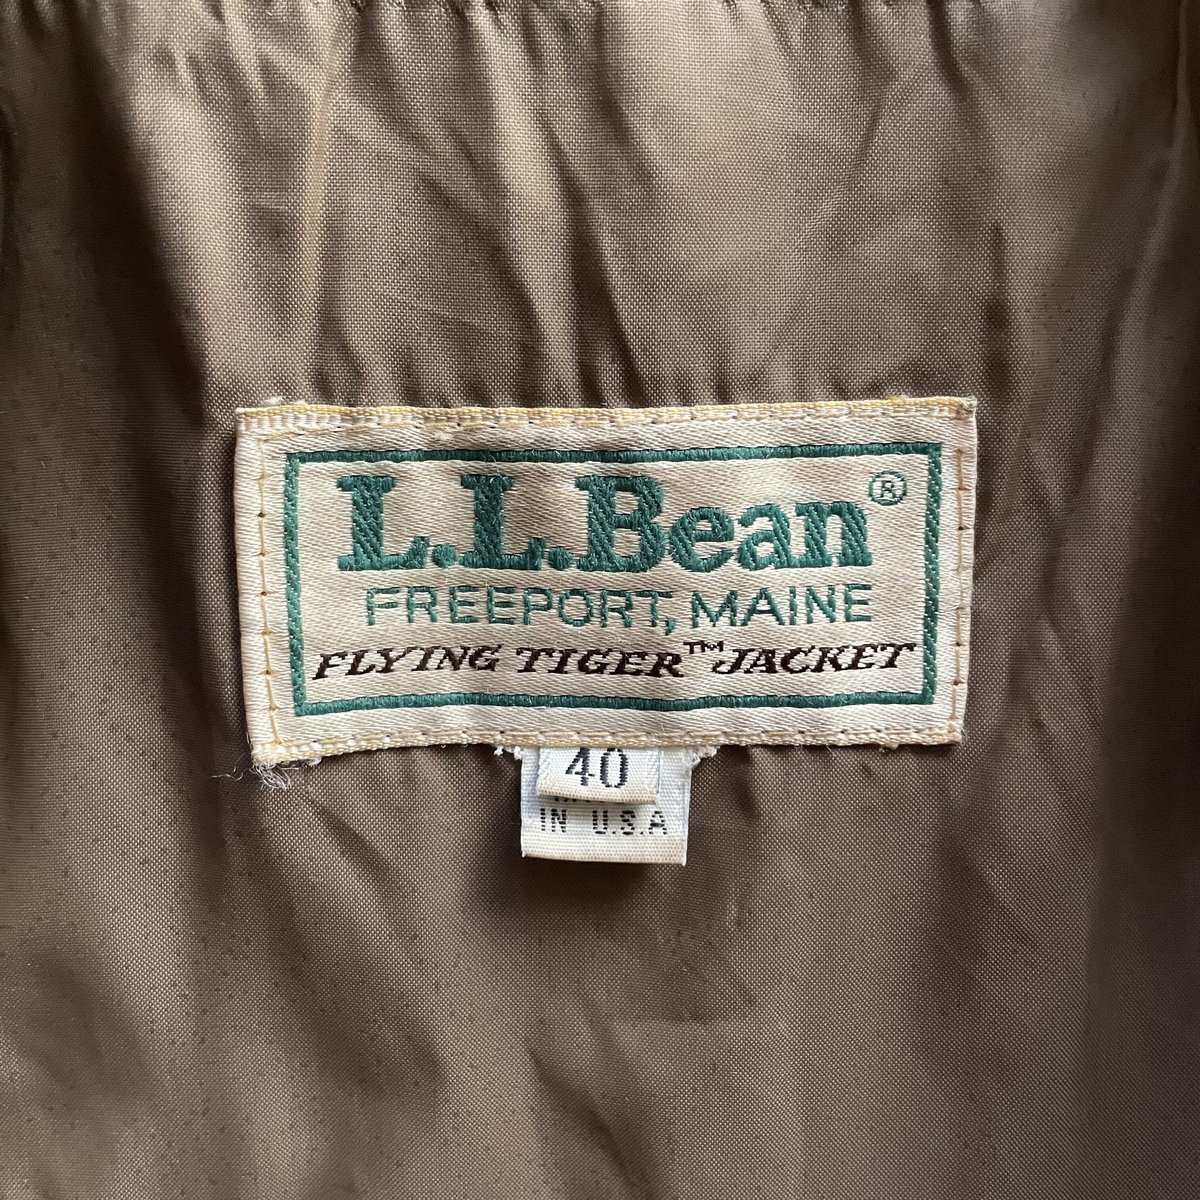 L.L.Bean®
FREEPORT, MAINE
FLYING TIGER™ JACKET
40
IN U.S.A